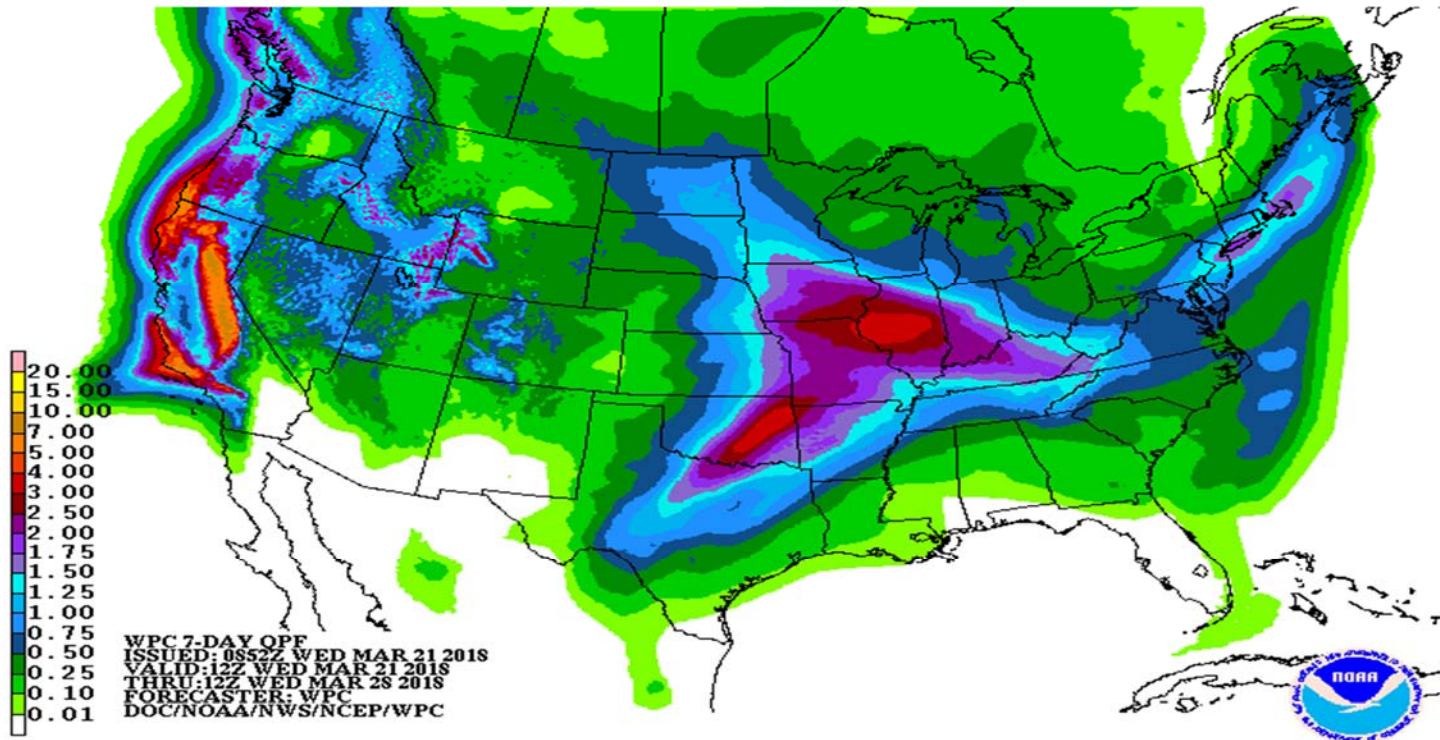 20.00
15.00
10.00
7.00
5.00
4.00
3.00
2.50
2.00
1.75
1.50
1.25
1.00
0.75
0.50
0.25
0.10
0.01
WPC 7-DAY QPF
ISSUED: 0852Z WED MAR 21 2018
VALID:12Z WED MAR 21 2018
THRU:12Z WED MAR 28 2018
FORECASTER: WPC
DOC/NOAA/NWS/NCEP/WPC
NOAA